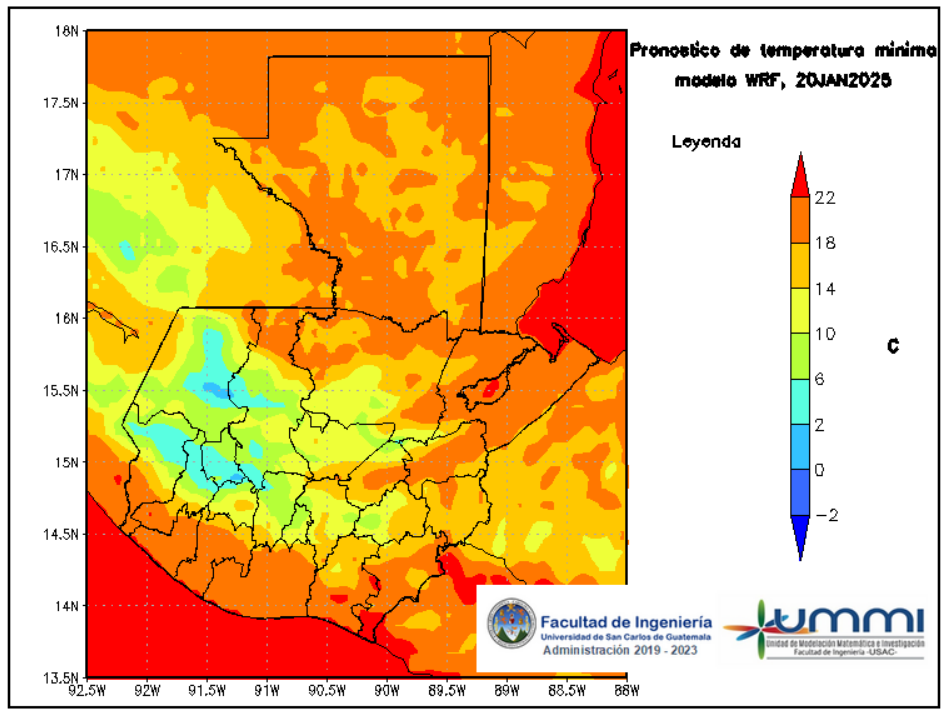 Pronostico de temperatura minima
modelo WRF, 20JAN2025
Leyenda
22
18
14
10
6
2
0
−2
C
18N
17.5N
17N
16.5N
16N
15.5N
15N
14.5N
14N
13.5N
92.5W 92W 91.5W 91W 90.5W 90W 89.5W 89W 88.5W 88W
Facultad de Ingeniería
Universidad de San Carlos de Guatemala
Administración 2019 - 2023
UMMI
Unidad de Modelación Matemática e Investigación
Facultad de Ingeniería -USAC-